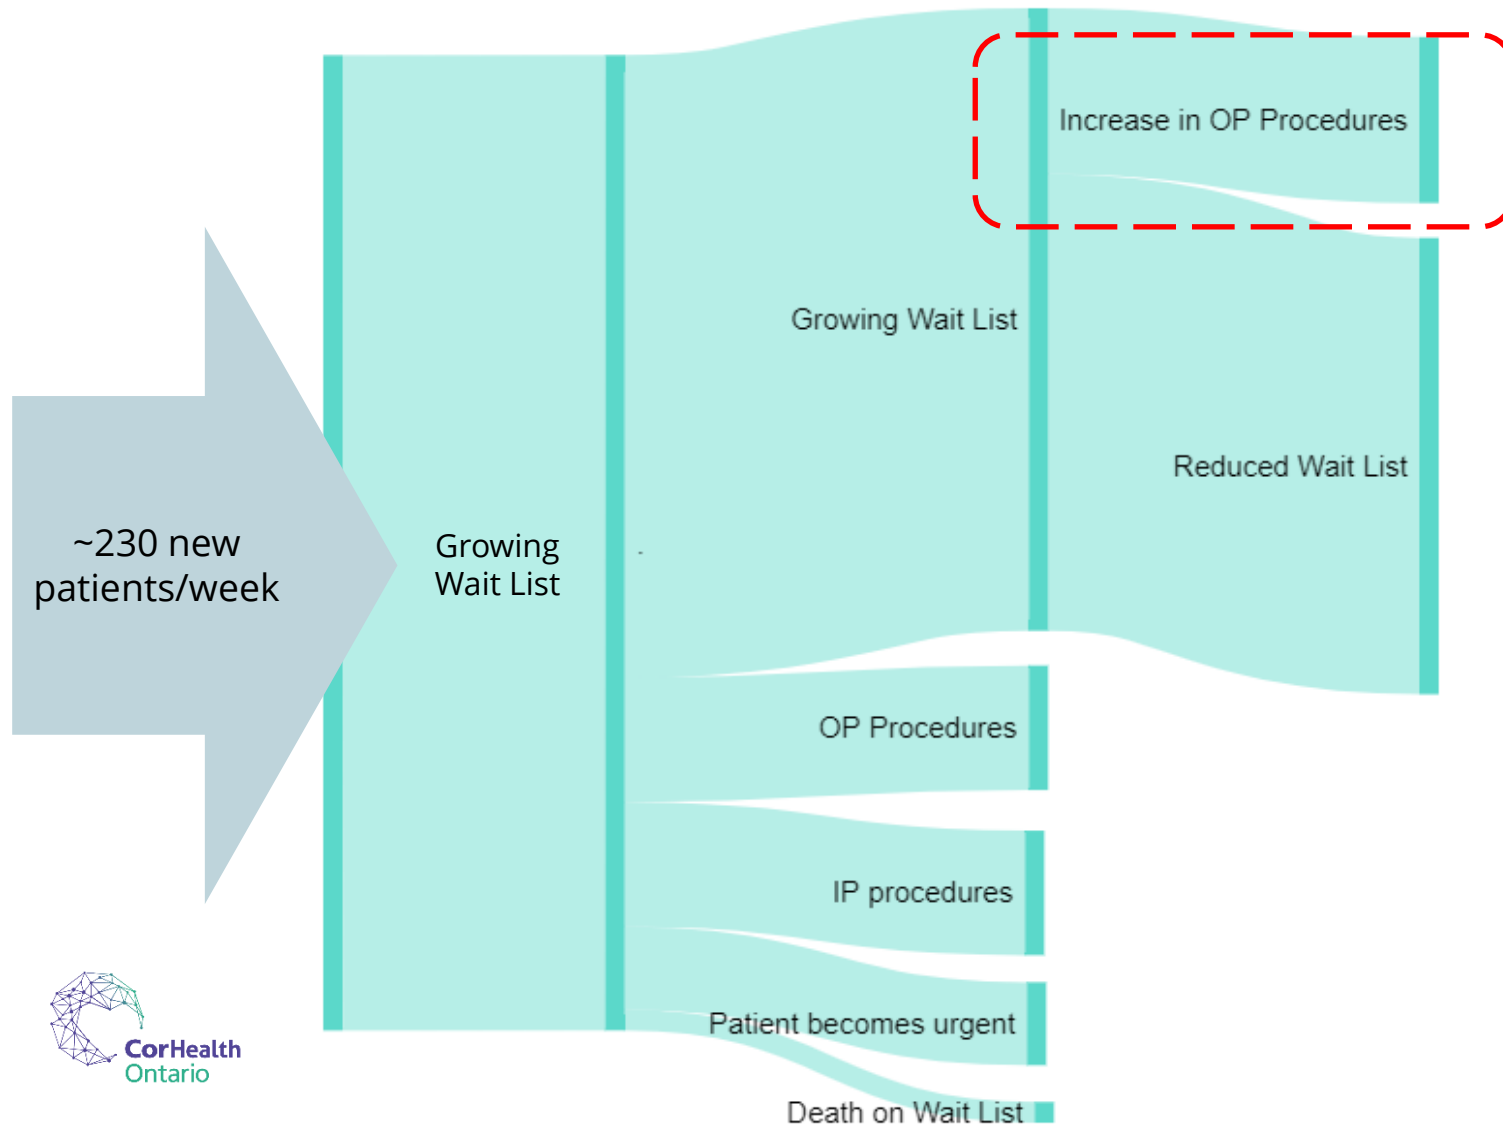 ~230 new
patients/week
Growing
Wait List
Growing Wait List
OP Procedures
IP procedures
Patient becomes urgent
Death on Wait List
Increase in OP Procedures
Reduced Wait List
CorHealth
Ontario